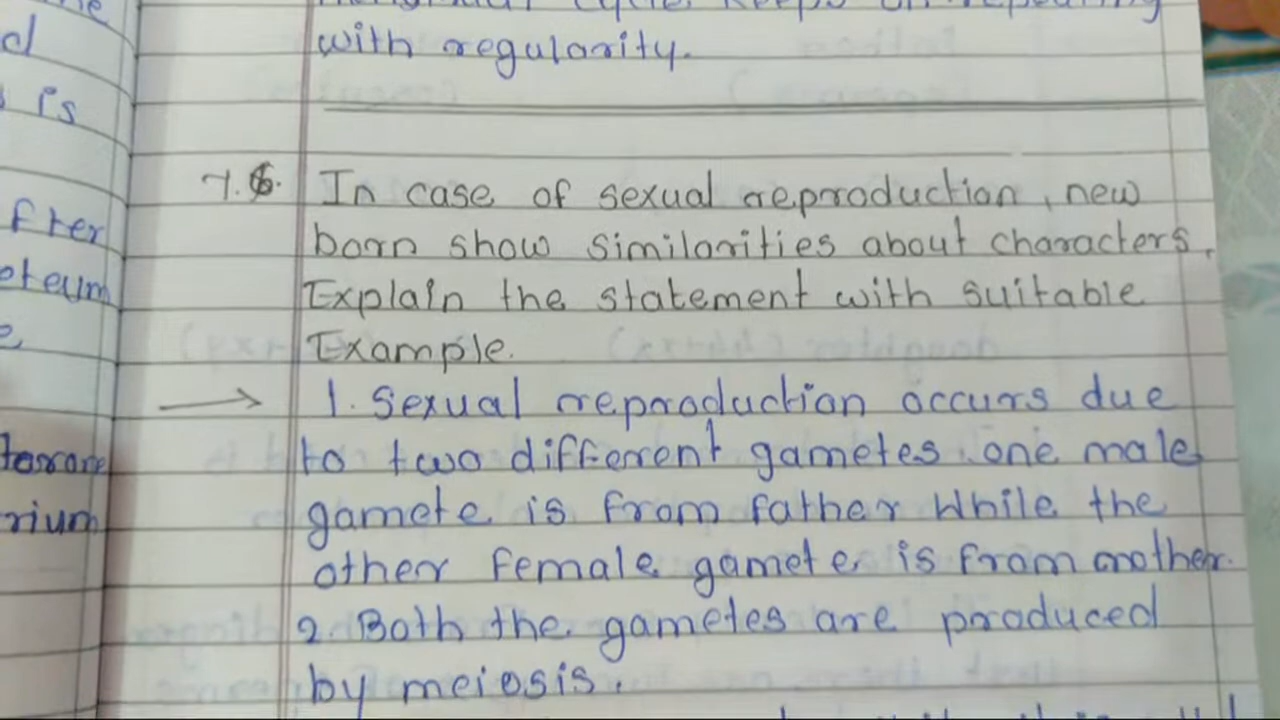 with regularity.
7.6. In case of sexual reproduction, new
born show similarities about characters.
Explain the statement with suitable
Example.
→ 1. Sexual reproduction occurs due
to two different gametes. one male
gamete is from father While the
other female gamete is from mother.
2. Both the gametes are produced
by meiosis.
is